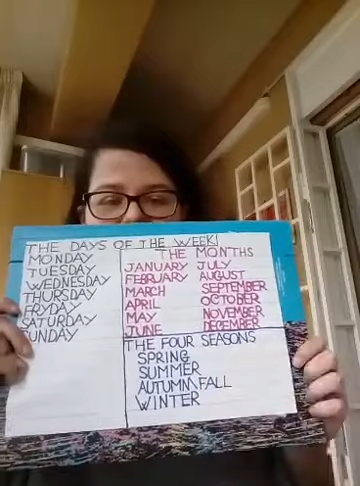 THE DAYS OF THE WEEK!
MONDAY
TUESDAY
WEDNESDAY
THURSDAY
FRYDAY
SATURDAY
UNDAY
THE MONTHS
JANUARY JULY
FEBRUARY AUGUST
MARCH SEPTEMBER
APRIL OCTOBER
MAY NOVEMBER
JUNE DECEMBER
THE FOUR SEASONS
SPRING
SUMMER
AUTUMN/FALL
WINTER